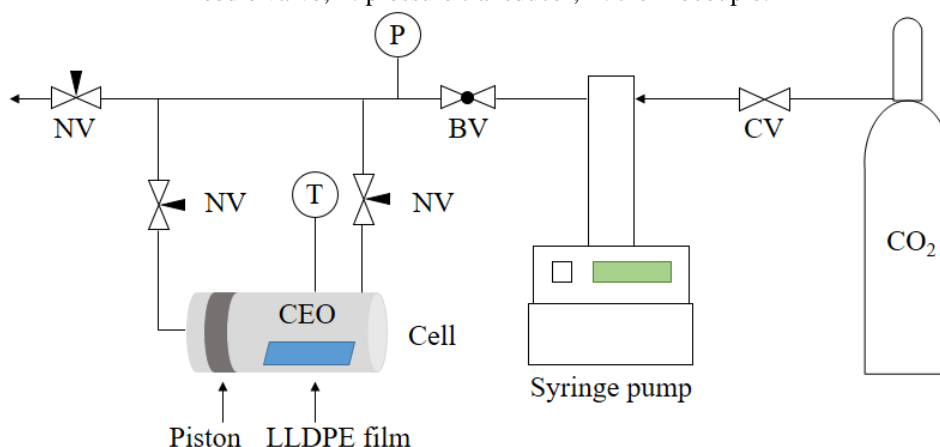 P
NV
BV
CV
NV
T
NV
CO2
CEO
Cell
Syringe pump
Piston
LLDPE film